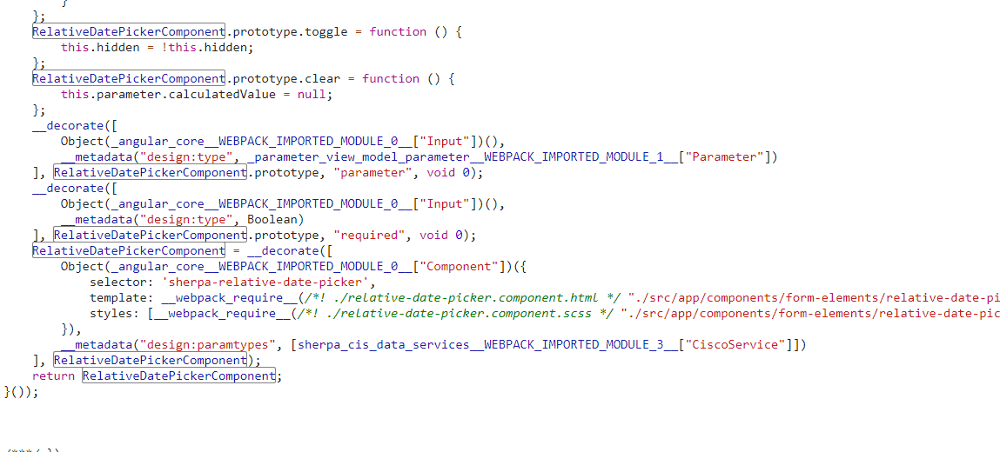 }
};
RelativeDatePickerComponent.prototype.toggle = function () {
this.hidden = !this.hidden;
};
RelativeDatePickerComponent.prototype.clear = function () {
this.parameter.calculatedValue = null;
};
__decorate([
Object(_angular_core__WEBPACK_IMPORTED_MODULE_0__["Input"])(),
__metadata("design:type", _parameter_view_model_parameter__WEBPACK_IMPORTED_MODULE_1__["Parameter"])
], RelativeDatePickerComponent.prototype, "parameter", void 0);
__decorate([
Object(_angular_core__WEBPACK_IMPORTED_MODULE_0__["Input"])(),
__metadata("design:type", Boolean)
], RelativeDatePickerComponent.prototype, "required", void 0);
RelativeDatePickerComponent = __decorate([
Object(_angular_core__WEBPACK_IMPORTED_MODULE_0__["Component"])({
selector: 'sherpa-relative-date-picker',
template: __webpack_require__(/*! ./relative-date-picker.component.html */ "./src/app/components/form-elements/relative-date-pi
styles: [__webpack_require__(/*! ./relative-date-picker.component.scss */ "./src/app/components/form-elements/relative-date-pic
}),
__metadata("design:paramtypes", [sherpa_cis_data_services__WEBPACK_IMPORTED_MODULE_3__["CiscoService"]])
], RelativeDatePickerComponent);
return RelativeDatePickerComponent;
}());